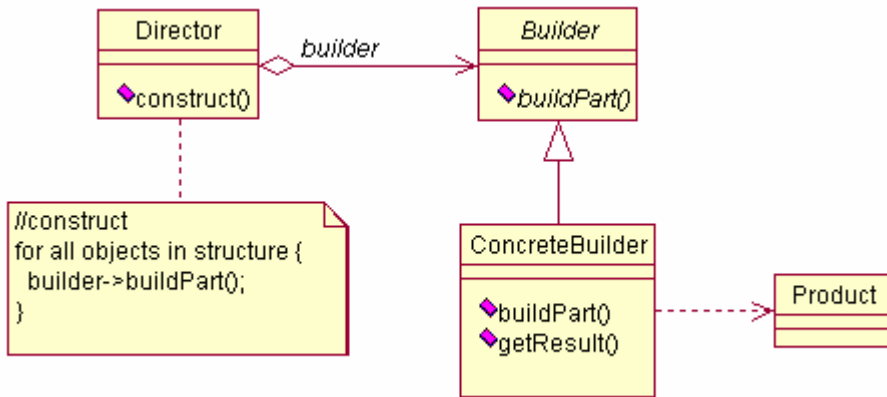 Director
construct()
builder
Builder
buildPart()
//construct
for all objects in structure {
builder->buildPart();
}
ConcreteBuilder
buildPart()
getResult()
Product